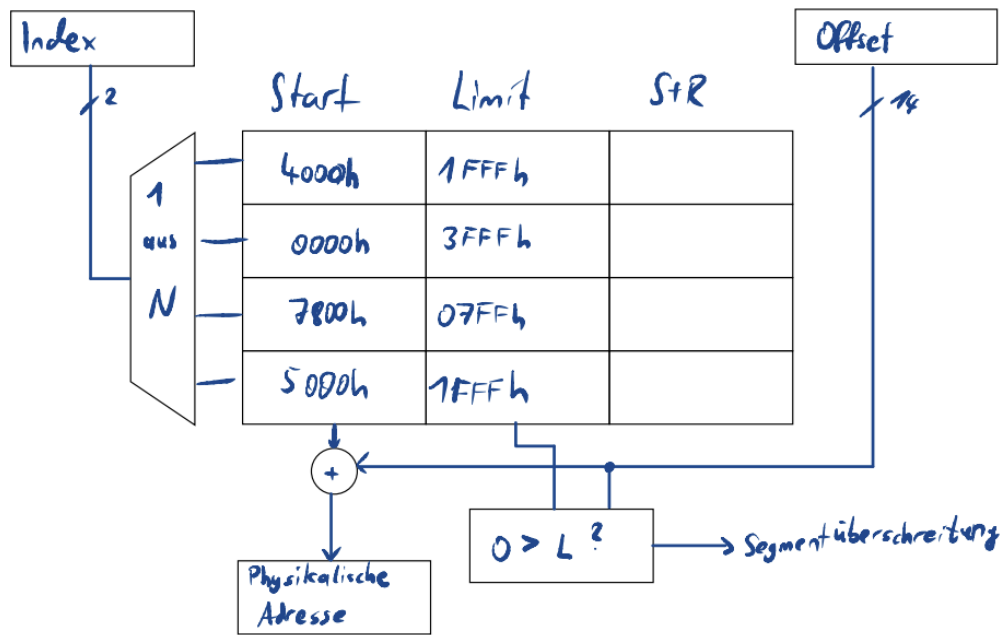 Index
Offset
2
14
Start Limit S+R
1
aus
N
4000h 1FFFh
0000h 3FFFh
7800h 07FFh
5000h 1FFFh
+
O > L ?
Segmentüberschreitung
Physikalische
Adresse